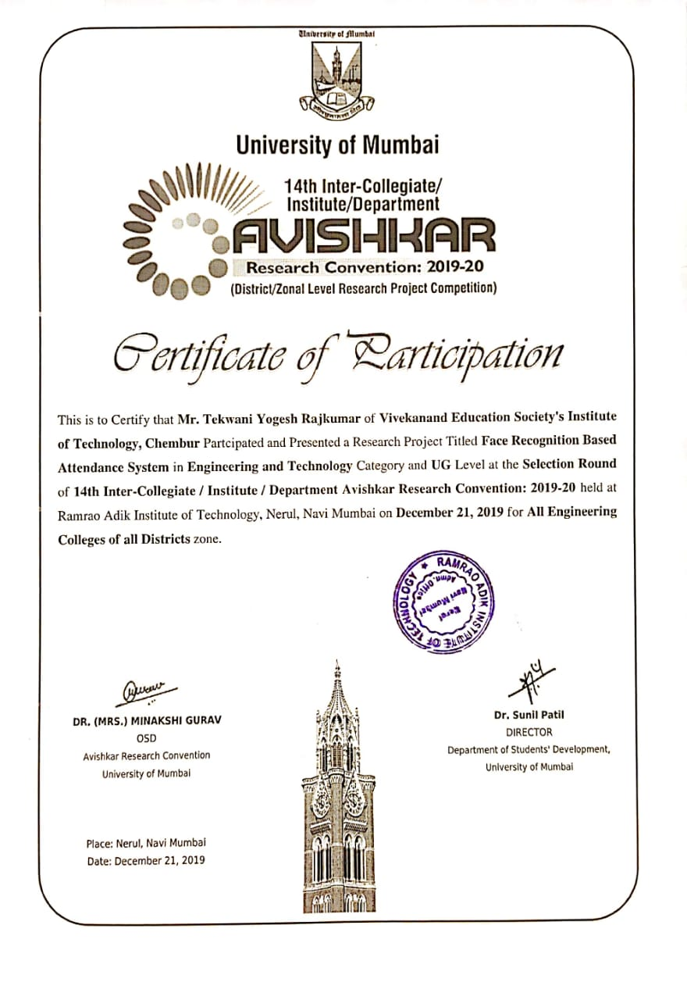 University of Mumbai
University of Mumbai
14th Inter-Collegiate/
Institute/Department
AVISHKAR
Research Convention: 2019-20
(District/Zonal Level Research Project Competition)
Certificate of Participation
This is to Certify that Mr. Tekwani Yogesh Rajkumar of Vivekanand Education Society's Institute
of Technology, Chembur Partcipated and Presented a Research Project Titled Face Recognition Based
Attendance System in Engineering and Technology Category and UG Level at the Selection Round
of 14th Inter-Collegiate / Institute / Department Avishkar Research Convention: 2019-20 held at
Ramrao Adik Institute of Technology, Nerul, Navi Mumbai on December 21, 2019 for All Engineering
Colleges of all Districts zone.
RAMRAO ADIK INSTITUTE OF TECHNOLOGY ★
Admn. Office
Nerul
Navi Mumbai
DR. (MRS.) MINAKSHI GURAV
OSD
Avishkar Research Convention
University of Mumbai
Dr. Sunil Patil
DIRECTOR
Department of Students' Development,
University of Mumbai
Place: Nerul, Navi Mumbai
Date: December 21, 2019